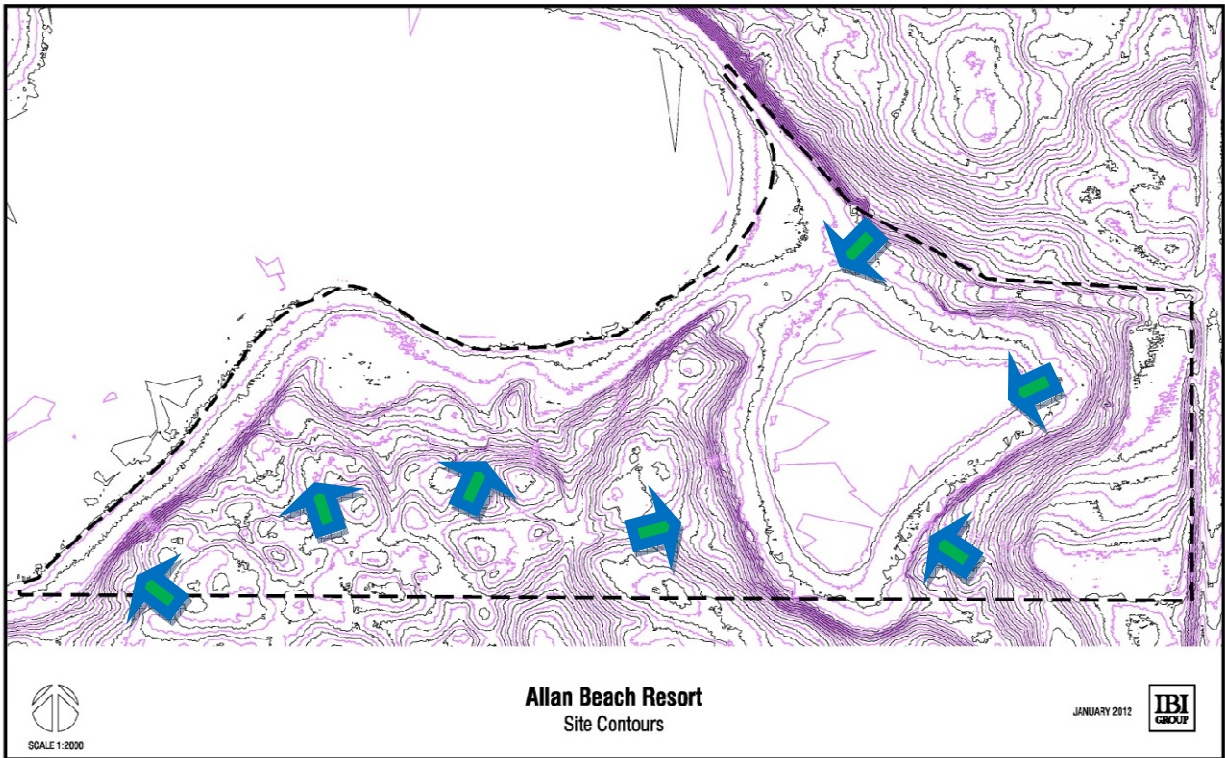 Allan Beach Resort
Site Contours
SCALE 1:2000
JANUARY 2012
IBI
GROUP